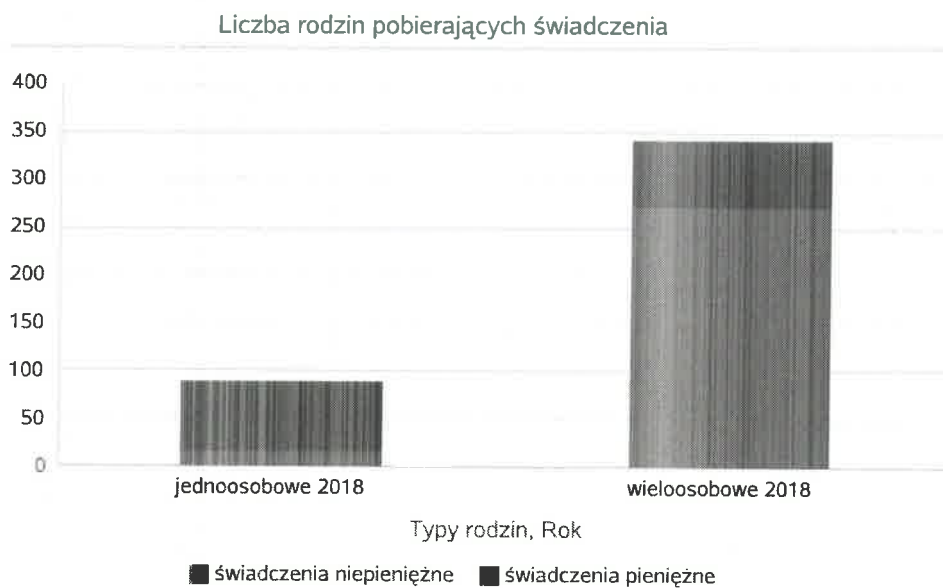 Liczba rodzin pobierających świadczenia
400
350
300
250
200
150
100
50
0
jednoosobowe 2018
wieloosobowe 2018
Typy rodzin, Rok
świadczenia niepieniężne
świadczenia pieniężne